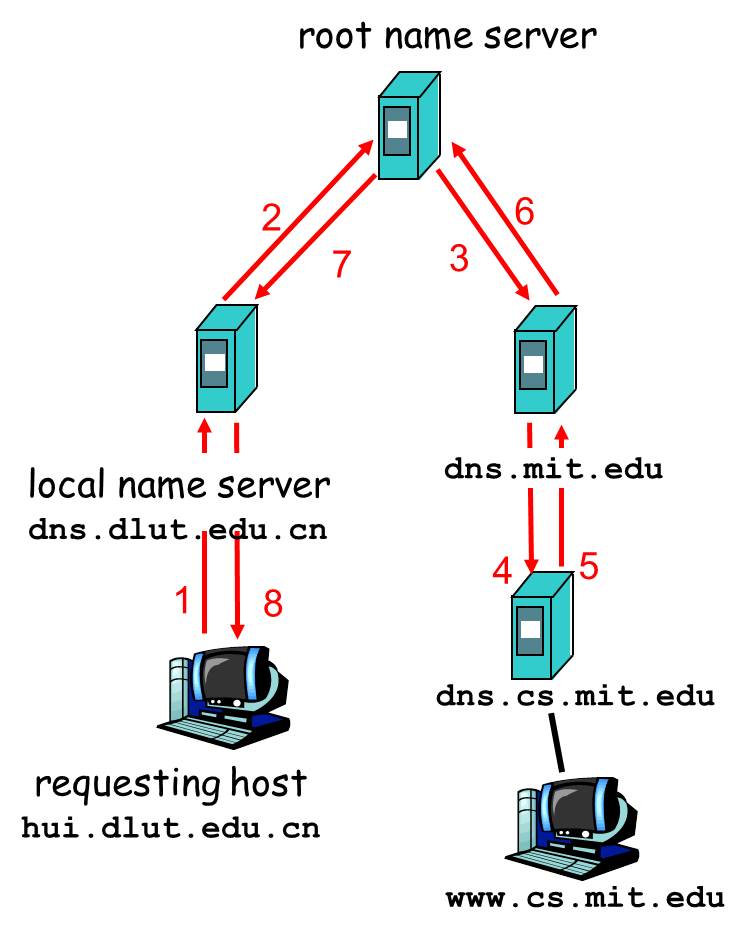 root name server
2
7
3
6
local name server
dns.dlut.edu.cn
dns.mit.edu
1
8
4
5
dns.cs.mit.edu
requesting host
hui.dlut.edu.cn
www.cs.mit.edu